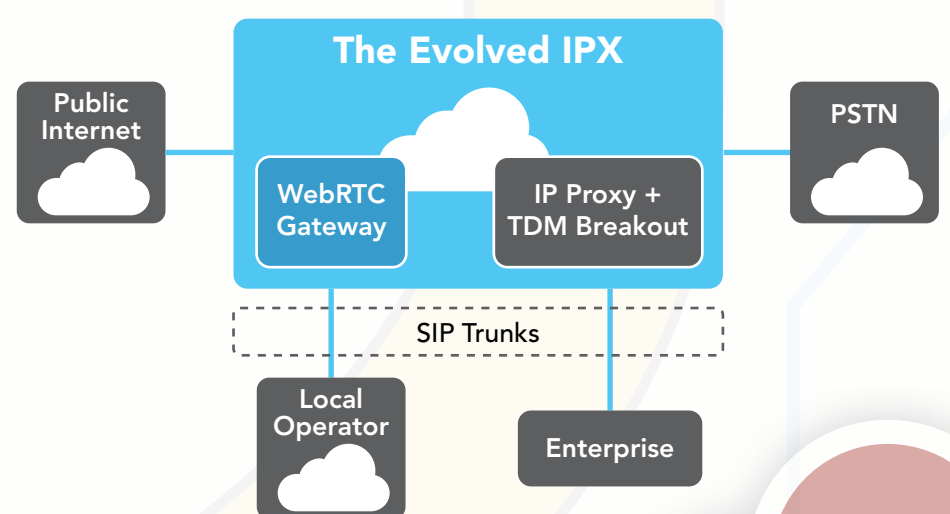 The Evolved IPX
Public
Internet
PSTN
WebRTC
Gateway
IP Proxy +
TDM Breakout
SIP Trunks
Local
Operator
Enterprise